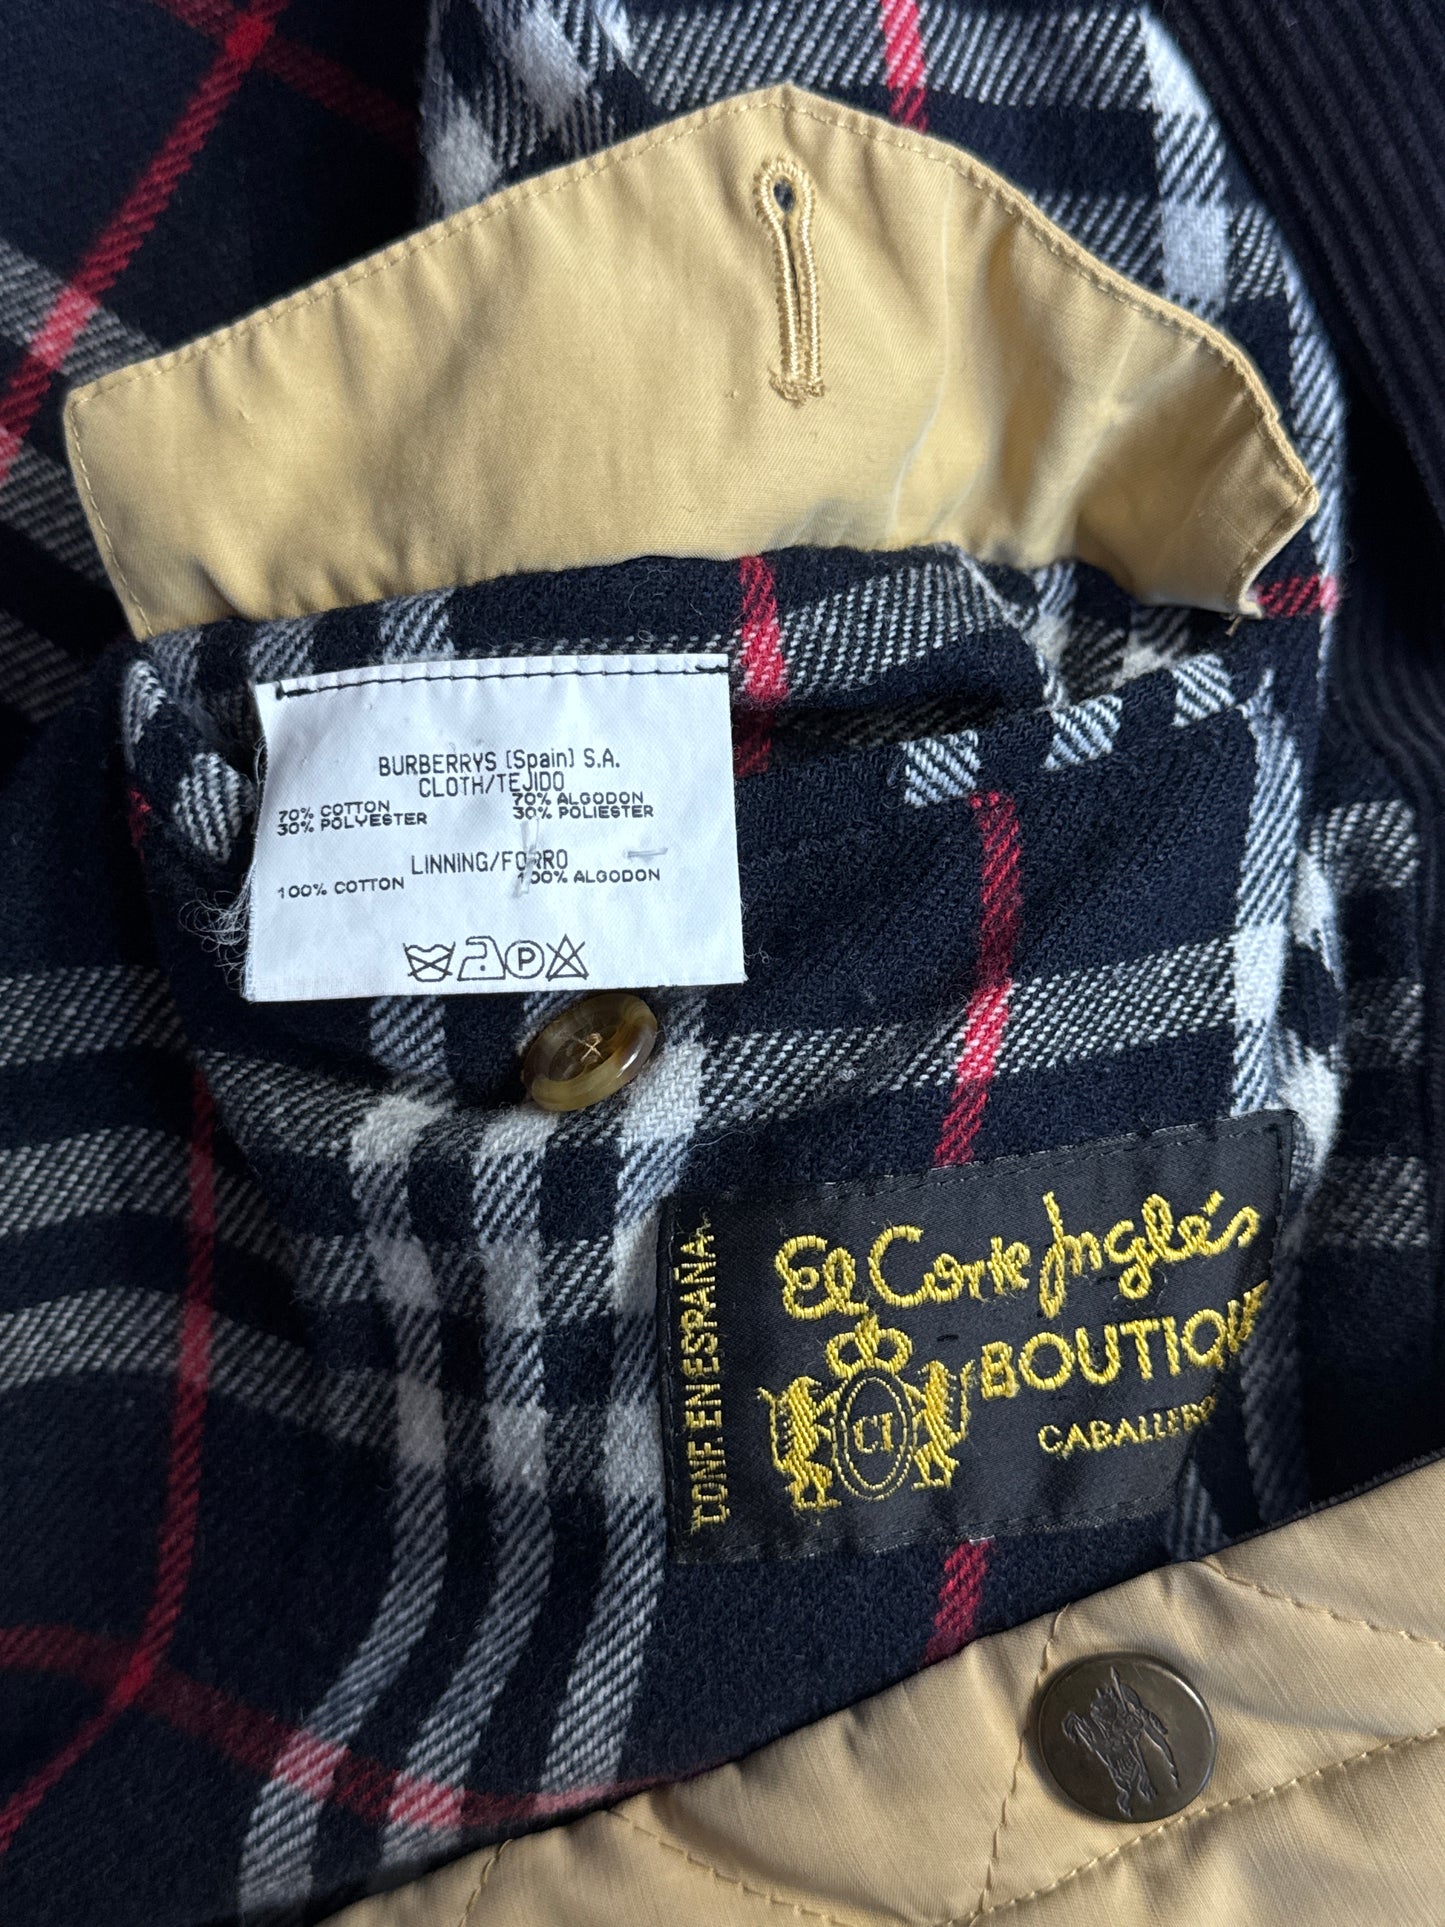 BURBERRYS (Spain) S.A.
CLOTH/TEJIDO
70% COTTON 70% ALGODON
30% POLYESTER 30% POLIESTER
LINNING/FORRO
100% COTTON 100% ALGODON
P
CONF. EN ESPAÑA
El Corte Inglés
BOUTIQUE
CI
CABALLERO